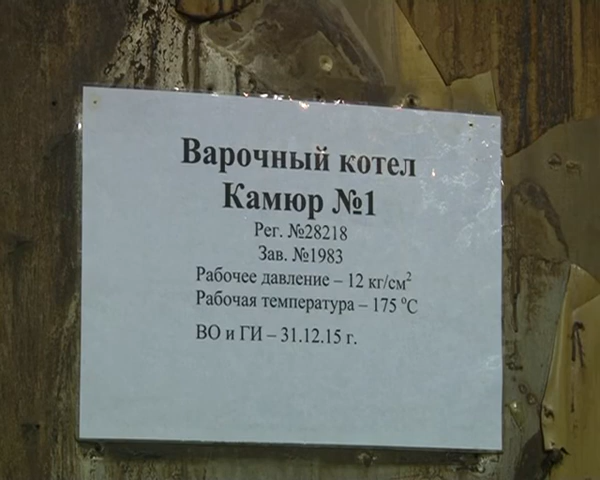 Варочный котел
Камюр №1
Рег. №28218
Зав. №1983
Рабочее давление – 12 кг/см²
Рабочая температура – 175 ºС
ВО и ГИ – 31.12.15 г.